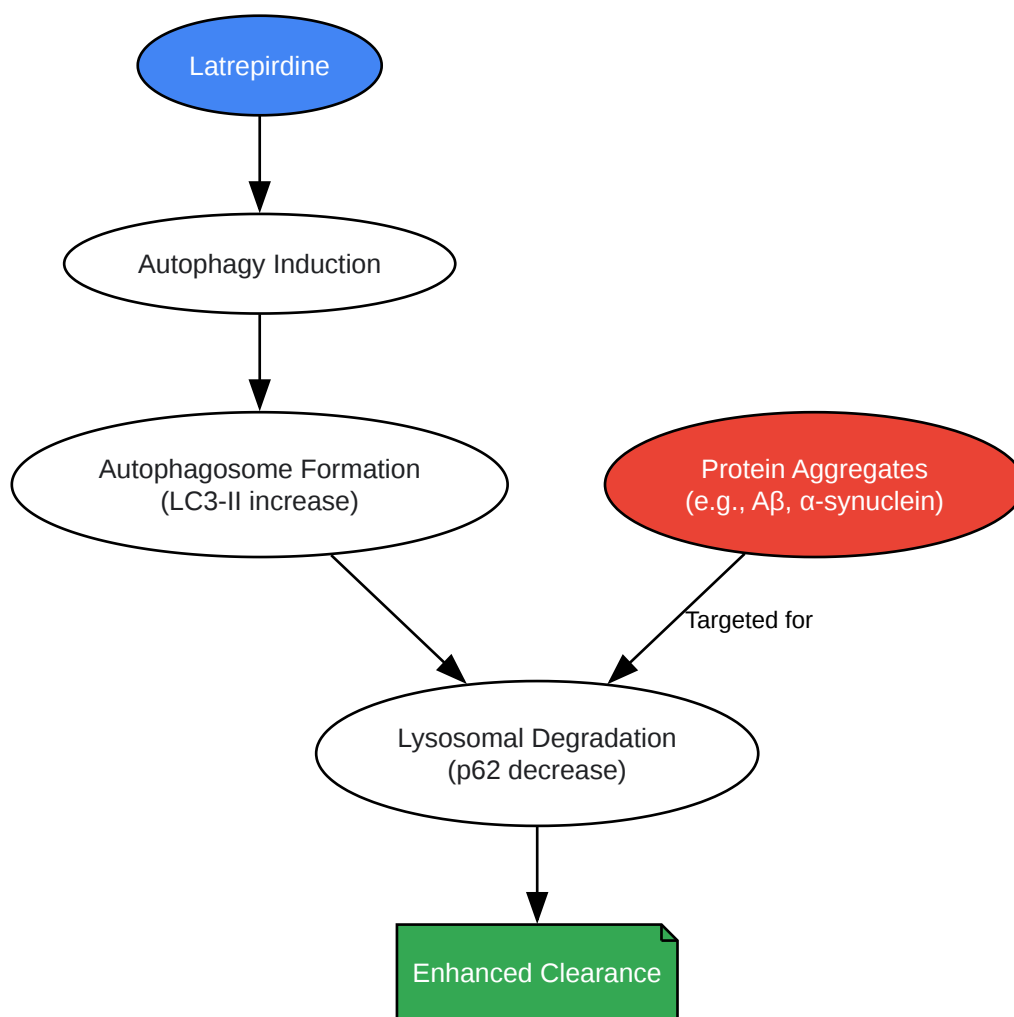 Latrepirdine
Autophagy Induction
Autophagosome Formation
(LC3-II increase)
Protein Aggregates
(e.g., Aβ, α-synuclein)
Targeted for
Lysosomal Degradation
(p62 decrease)
Enhanced Clearance